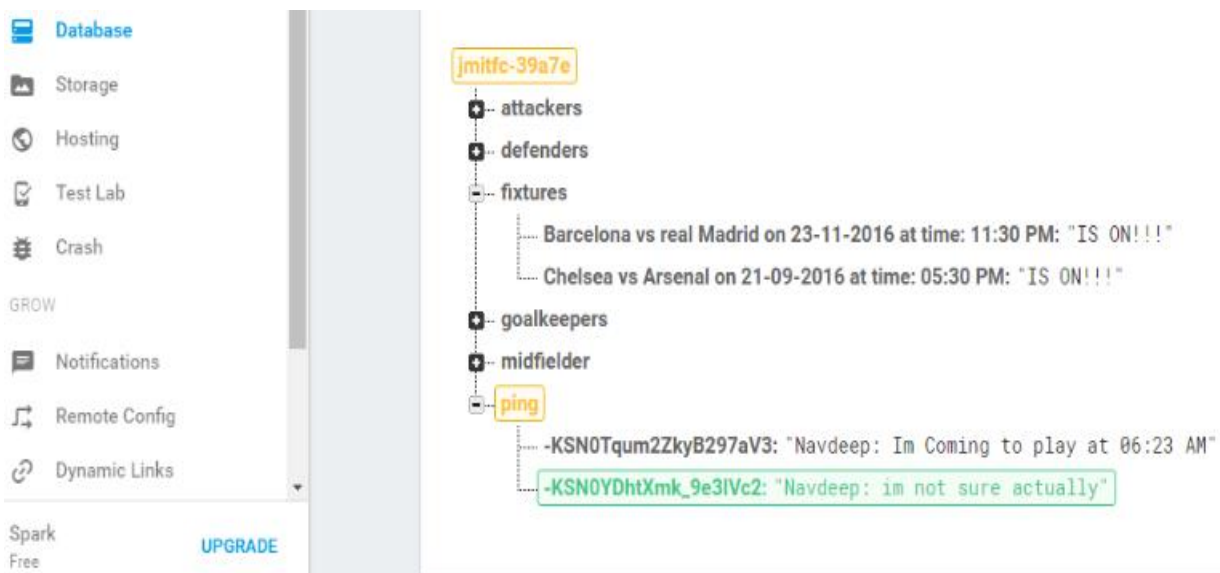 Database
Storage
Hosting
Test Lab
Crash
GROW
Notifications
Remote Config
Dynamic Links
Spark
Free
UPGRADE
jmitfc-39a7e
attackers
defenders
fixtures
Barcelona vs real Madrid on 23-11-2016 at time: 11:30 PM: "IS ON!!!"
Chelsea vs Arsenal on 21-09-2016 at time: 05:30 PM: "IS ON!!!"
goalkeepers
midfielder
ping
-KSN0Tqum2ZkyB297aV3: "Navdeep: Im Coming to play at 06:23 AM"
-KSN0YDhtXmk_9e3IVc2: "Navdeep: im not sure actually"